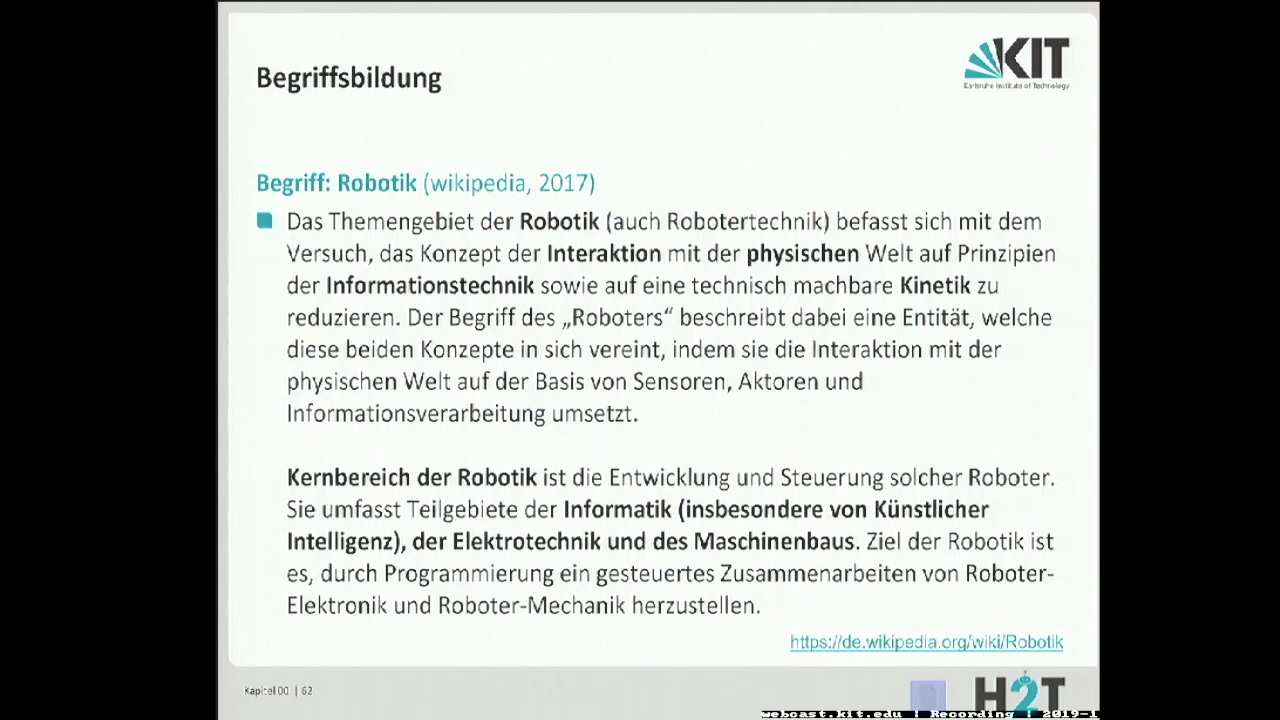 Begriffsbildung
KIT
Karlsruhe Institute of Technology
Begriff: Robotik (wikipedia, 2017)
Das Themengebiet der Robotik (auch Robotertechnik) befasst sich mit dem
Versuch, das Konzept der Interaktion mit der physischen Welt auf Prinzipien
der Informationstechnik sowie auf eine technisch machbare Kinetik zu
reduzieren. Der Begriff des „Roboters“ beschreibt dabei eine Entität, welche
diese beiden Konzepte in sich vereint, indem sie die Interaktion mit der
physischen Welt auf der Basis von Sensoren, Aktoren und
Informationsverarbeitung umsetzt.
Kernbereich der Robotik ist die Entwicklung und Steuerung solcher Roboter.
Sie umfasst Teilgebiete der Informatik (insbesondere von Künstlicher
Intelligenz), der Elektrotechnik und des Maschinenbaus. Ziel der Robotik ist
es, durch Programmierung ein gesteuertes Zusammenarbeiten von Roboter-
Elektronik und Roboter-Mechanik herzustellen.
https://de.wikipedia.org/wiki/Robotik
Kapitel 00 | 62
H2T
webcast.kit.edu | Recording | 2019-1